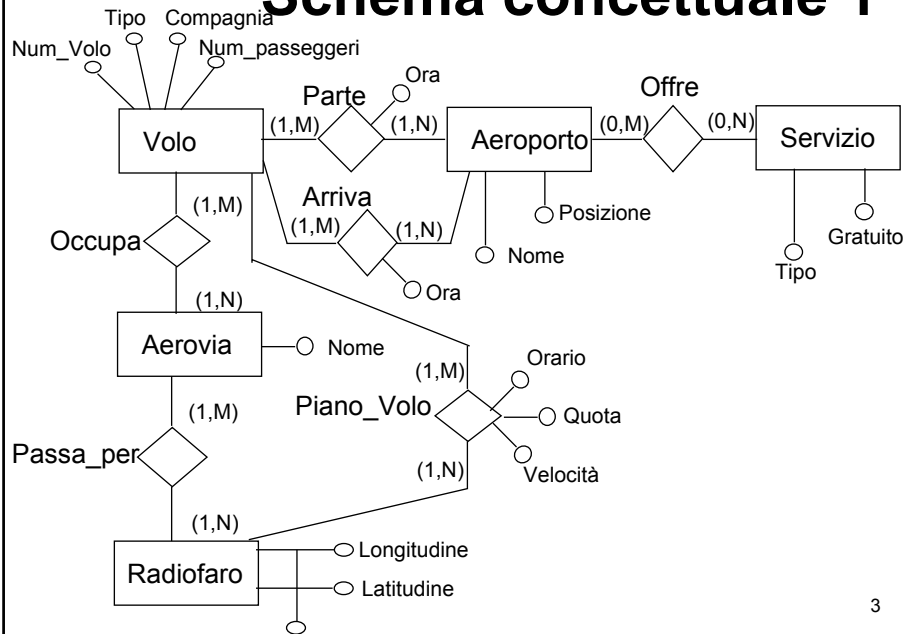 Schema concettuale 1
Tipo
Compagnia
Num_Volo
Num_passeggeri
Ora
Parte
Offre
Volo
(1,M)
(1,N)
Aeroporto
(0,M)
(0,N)
Servizio
Arriva
(1,M)
(1,N)
Posizione
Nome
Gratuito
Tipo
(1,M)
Occupa
Ora
(1,N)
Aerovia
Nome
Orario
(1,M)
Piano_Volo
Quota
(1,M)
Passa_per
Velocità
(1,N)
(1,N)
Radiofaro
Longitudine
Latitudine
3